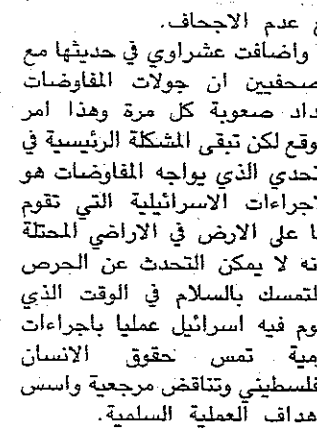 ع عدم الاجحاف.
واضافت عشراوي في حديثها مع
صحفيين ان جولات المفاوضات
داد صعوبة كل مرة وهذا امر
وقع لكن تبقى المشكلة الرئيسية في
تحدي الذي يواجه المفاوضات هو
اجراءات الاسرائيلية التي تقوم
ا على الارض في الاراضي المحتلة
نه لا يمكن التحدث عن الحرص
لتمسك بالسلام في الوقت الذي
وم فيه اسرائيل عمليا باجراءات
مية تمس حقوق الانسان
فلسطيني وتتناقض مرجعية واسس
هداف العملية السلمية.